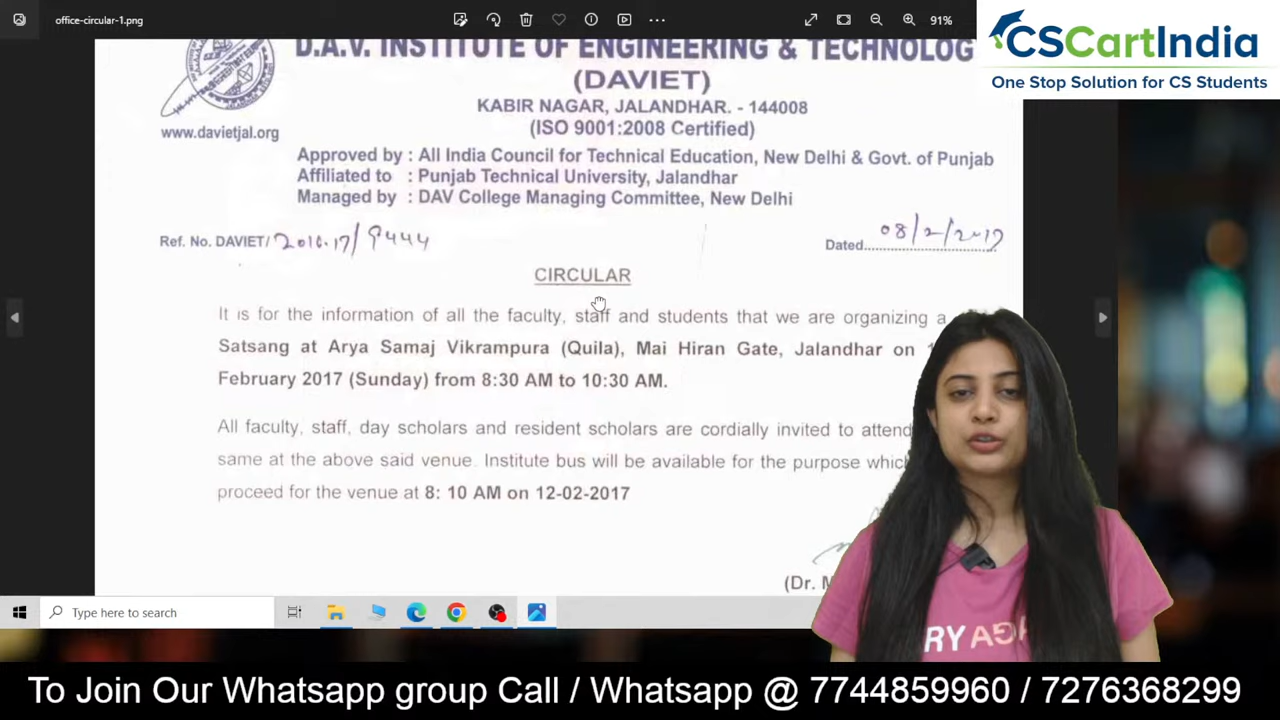 office-circular-1.png
91%
CSCartIndia
One Stop Solution for CS Students
D.A.V. INSTITUTE OF ENGINEERING & TECHNOLOG
(DAVIET)
KABIR NAGAR, JALANDHAR. - 144008
(ISO 9001:2008 Certified)
www.davietjal.org
Approved by : All India Council for Technical Education, New Delhi & Govt. of Punjab
Affiliated to : Punjab Technical University, Jalandhar
Managed by : DAV College Managing Committee, New Delhi
Ref. No. DAVIET/ 2016-17/9444
Dated 08/2/2017
CIRCULAR
It is for the information of all the faculty, staff and students that we are organizing a
Satsang at Arya Samaj Vikrampura (Quila), Mai Hiran Gate, Jalandhar on
February 2017 (Sunday) from 8:30 AM to 10:30 AM.
All faculty, staff, day scholars and resident scholars are cordially invited to attend
same at the above said venue. Institute bus will be available for the purpose
proceed for the venue at 8: 10 AM on 12-02-2017
(Dr.
Type here to search
To Join Our Whatsapp group Call / Whatsapp @ 7744859960 / 7276368299